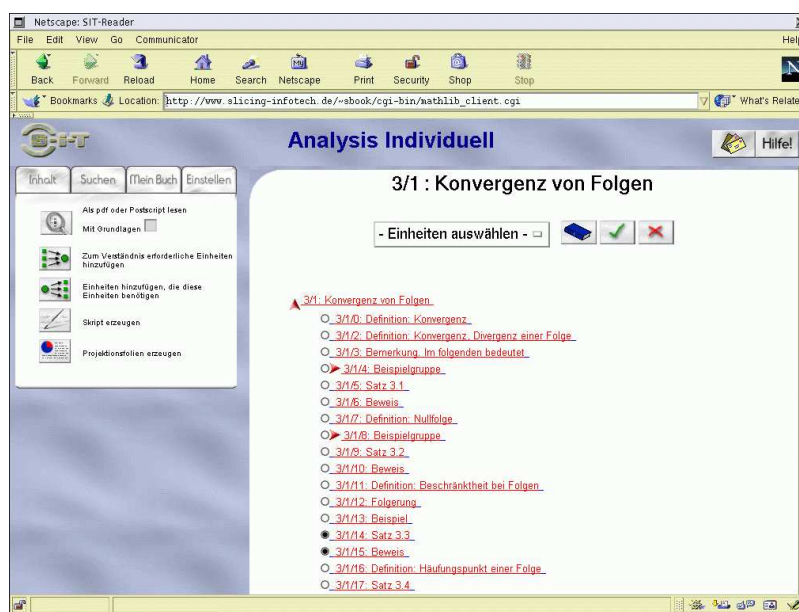 Netscape: SIT-Reader
File Edit View Go Communicator Help
Back Forward Reload Home Search Netscape Print Security Shop Stop
Bookmarks Location: http://www.slicing-infotech.de/~sbook/cgi-bin/mathlib_client.cgi What's Relate
S-i-T Analysis Individuell Hilfe!
Inhalt Suchen Mein Buch Einstellen
Als pdf oder Postscript lesen
Mit Grundlagen
Zum Verständnis erforderliche Einheiten
hinzufügen
Einheiten hinzufügen, die diese
Einheiten benötigen
Skript erzeugen
Projektionsfolien erzeugen
3/1 : Konvergenz von Folgen
- Einheiten auswählen -
3/1: Konvergenz von Folgen
3/1/0: Definition: Konvergenz
3/1/2: Definition: Konvergenz, Divergenz einer Folge
3/1/3: Bemerkung, Im folgenden bedeutet
3/1/4: Beispielgruppe
3/1/5: Satz 3.1
3/1/6: Beweis
3/1/7: Definition: Nullfolge
3/1/8: Beispielgruppe
3/1/9: Satz 3.2
3/1/10: Beweis
3/1/11: Definition: Beschränktheit bei Folgen
3/1/12: Folgerung
3/1/13: Beispiel
3/1/14: Satz 3.3
3/1/15: Beweis
3/1/16: Definition: Häufungspunkt einer Folge
3/1/17: Satz 3.4